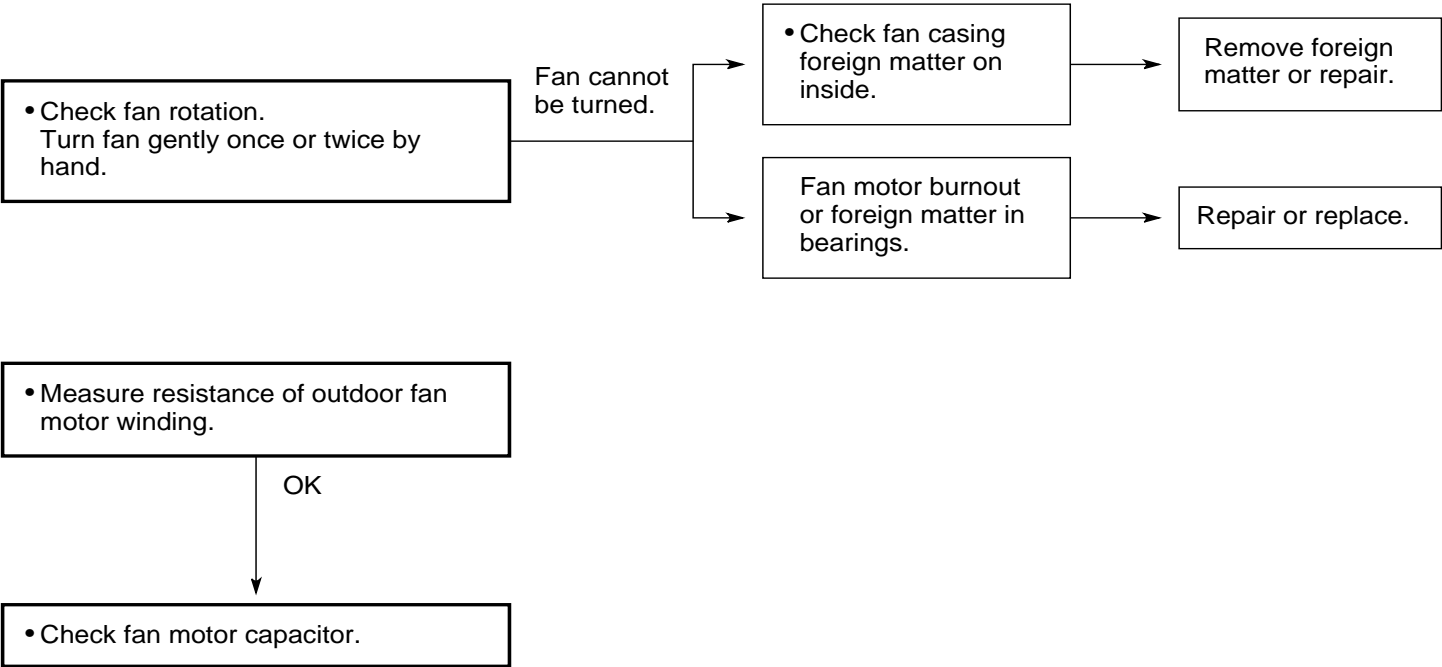 • Check fan rotation.
Turn fan gently once or twice by
hand.
Fan cannot
be turned.
• Check fan casing
foreign matter on
inside.
Remove foreign
matter or repair.
Fan motor burnout
or foreign matter in
bearings.
Repair or replace.
• Measure resistance of outdoor fan
motor winding.
OK
• Check fan motor capacitor.